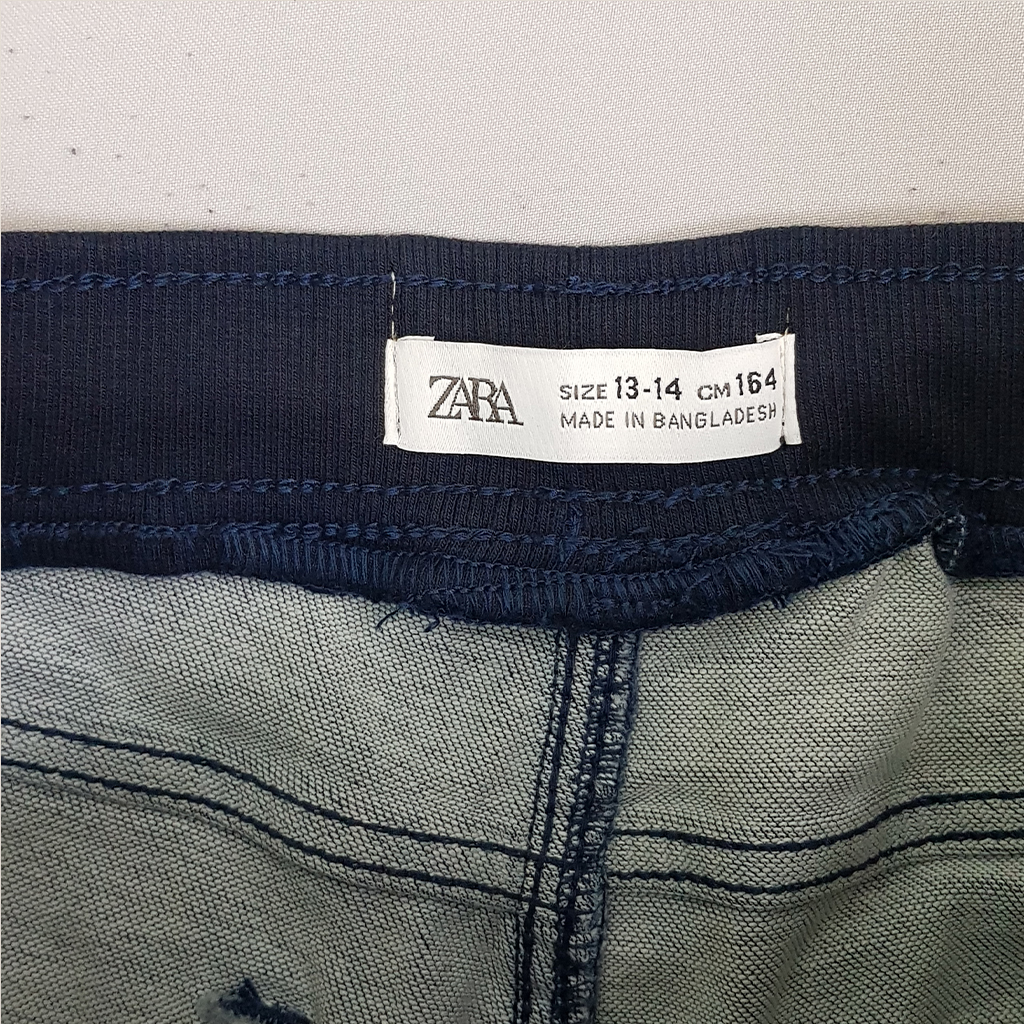 ZARA
SIZE 13-14 CM 164
MADE IN BANGLADESH